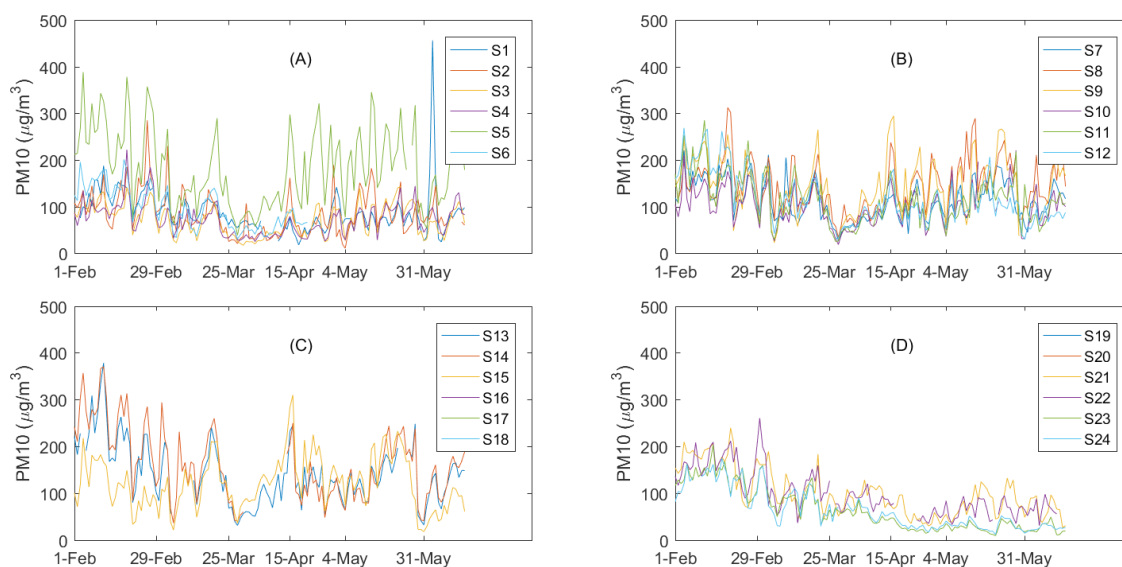 500
400
300
200
100
0
PM10 (μg/m³)
(A)
S1
S2
S3
S4
S5
S6
1-Feb 29-Feb 25-Mar 15-Apr 4-May 31-May
500
400
300
200
100
0
PM10 (μg/m³)
(B)
S7
S8
S9
S10
S11
S12
1-Feb 29-Feb 25-Mar 15-Apr 4-May 31-May
500
400
300
200
100
0
PM10 (μg/m³)
(C)
S13
S14
S15
S16
S17
S18
1-Feb 29-Feb 25-Mar 15-Apr 4-May 31-May
500
400
300
200
100
0
PM10 (μg/m³)
(D)
S19
S20
S21
S22
S23
S24
1-Feb 29-Feb 25-Mar 15-Apr 4-May 31-May